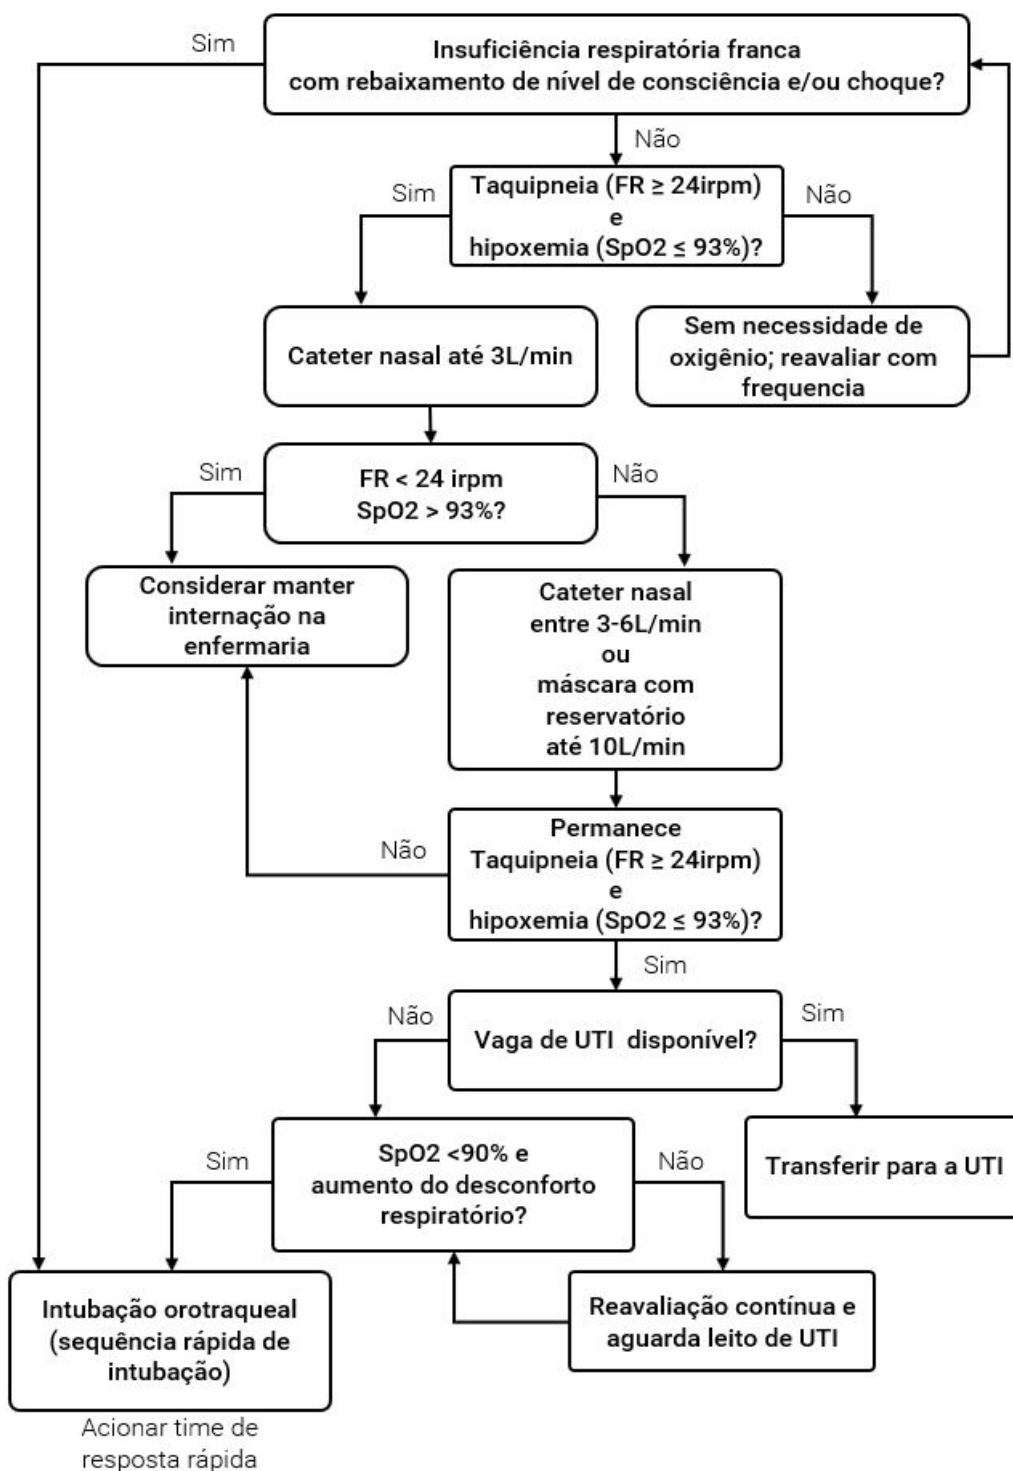 Sim
Insuficiência respiratória franca
com rebaixamento de nível de consciência e/ou choque?
Não
Sim
Taquipneia (FR ≥ 24irpm)
e
hipoxemia (SpO2 ≤ 93%)?
Não
Cateter nasal até 3L/min
Sem necessidade de
oxigênio; reavaliar com
frequencia
Sim
FR < 24 irpm
SpO2 > 93%?
Não
Considerar manter
internação na
enfermaria
Cateter nasal
entre 3-6L/min
ou
máscara com
reservatório
até 10L/min
Não
Permanece
Taquipneia (FR ≥ 24irpm)
e
hipoxemia (SpO2 ≤ 93%)?
Sim
Não
Vaga de UTI disponível?
Sim
Sim
SpO2 <90% e
aumento do desconforto
respiratório?
Não
Transferir para a UTI
Intubação orotraqueal
(sequência rápida de
intubação)
Reavaliação contínua e
aguarda leito de UTI
Acionar time de
resposta rápida